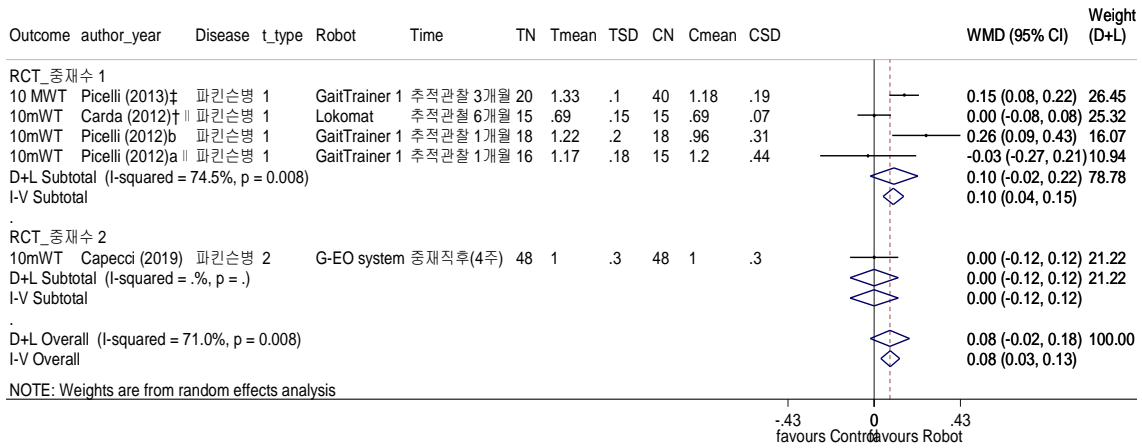 Weight
Outcome author_year Disease t_type Robot Time TN Tmean TSD CN Cmean CSD WMD (95% CI) (D+L)
RCT_중재수 1
10 MWT Picelli (2013)‡ 파킨슨병 1 GaitTrainer 1 추적관찰 3개월 20 1.33 .1 40 1.18 .19 0.15 (0.08, 0.22) 26.45
10mWT Carda (2012)†∥ 파킨슨병 1 Lokomat 추적관찰 6개월 15 .69 .15 15 .69 .07 0.00 (-0.08, 0.08) 25.32
10mWT Picelli (2012)b 파킨슨병 1 GaitTrainer 1 추적관찰 1개월 18 1.22 .2 18 .96 .31 0.26 (0.09, 0.43) 16.07
10mWT Picelli (2012)a∥ 파킨슨병 1 GaitTrainer 1 추적관찰 1개월 16 1.17 .18 15 1.2 .44 -0.03 (-0.27, 0.21) 10.94
D+L Subtotal (I-squared = 74.5%, p = 0.008) 0.10 (-0.02, 0.22) 78.78
I-V Subtotal 0.10 (0.04, 0.15)
.
RCT_중재수 2
10mWT Capecci (2019) 파킨슨병 2 G-EO system 중재직후(4주) 48 1 .3 48 1 .3 0.00 (-0.12, 0.12) 21.22
D+L Subtotal (I-squared = .%, p = .) 0.00 (-0.12, 0.12) 21.22
I-V Subtotal 0.00 (-0.12, 0.12)
.
D+L Overall (I-squared = 71.0%, p = 0.008) 0.08 (-0.02, 0.18) 100.00
I-V Overall 0.08 (0.03, 0.13)
NOTE: Weights are from random effects analysis
-.43 0 .43
favours Control favours Robot